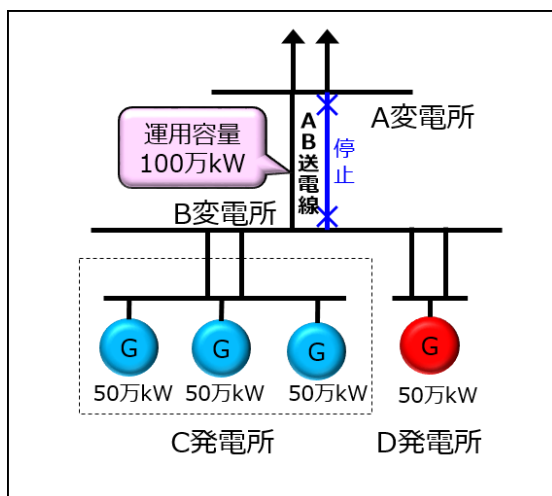 A変電所
運用容量
100万kW
AB送電線
停止
B変電所
G
G
G
G
50万kW
50万kW
50万kW
50万kW
C発電所
D発電所